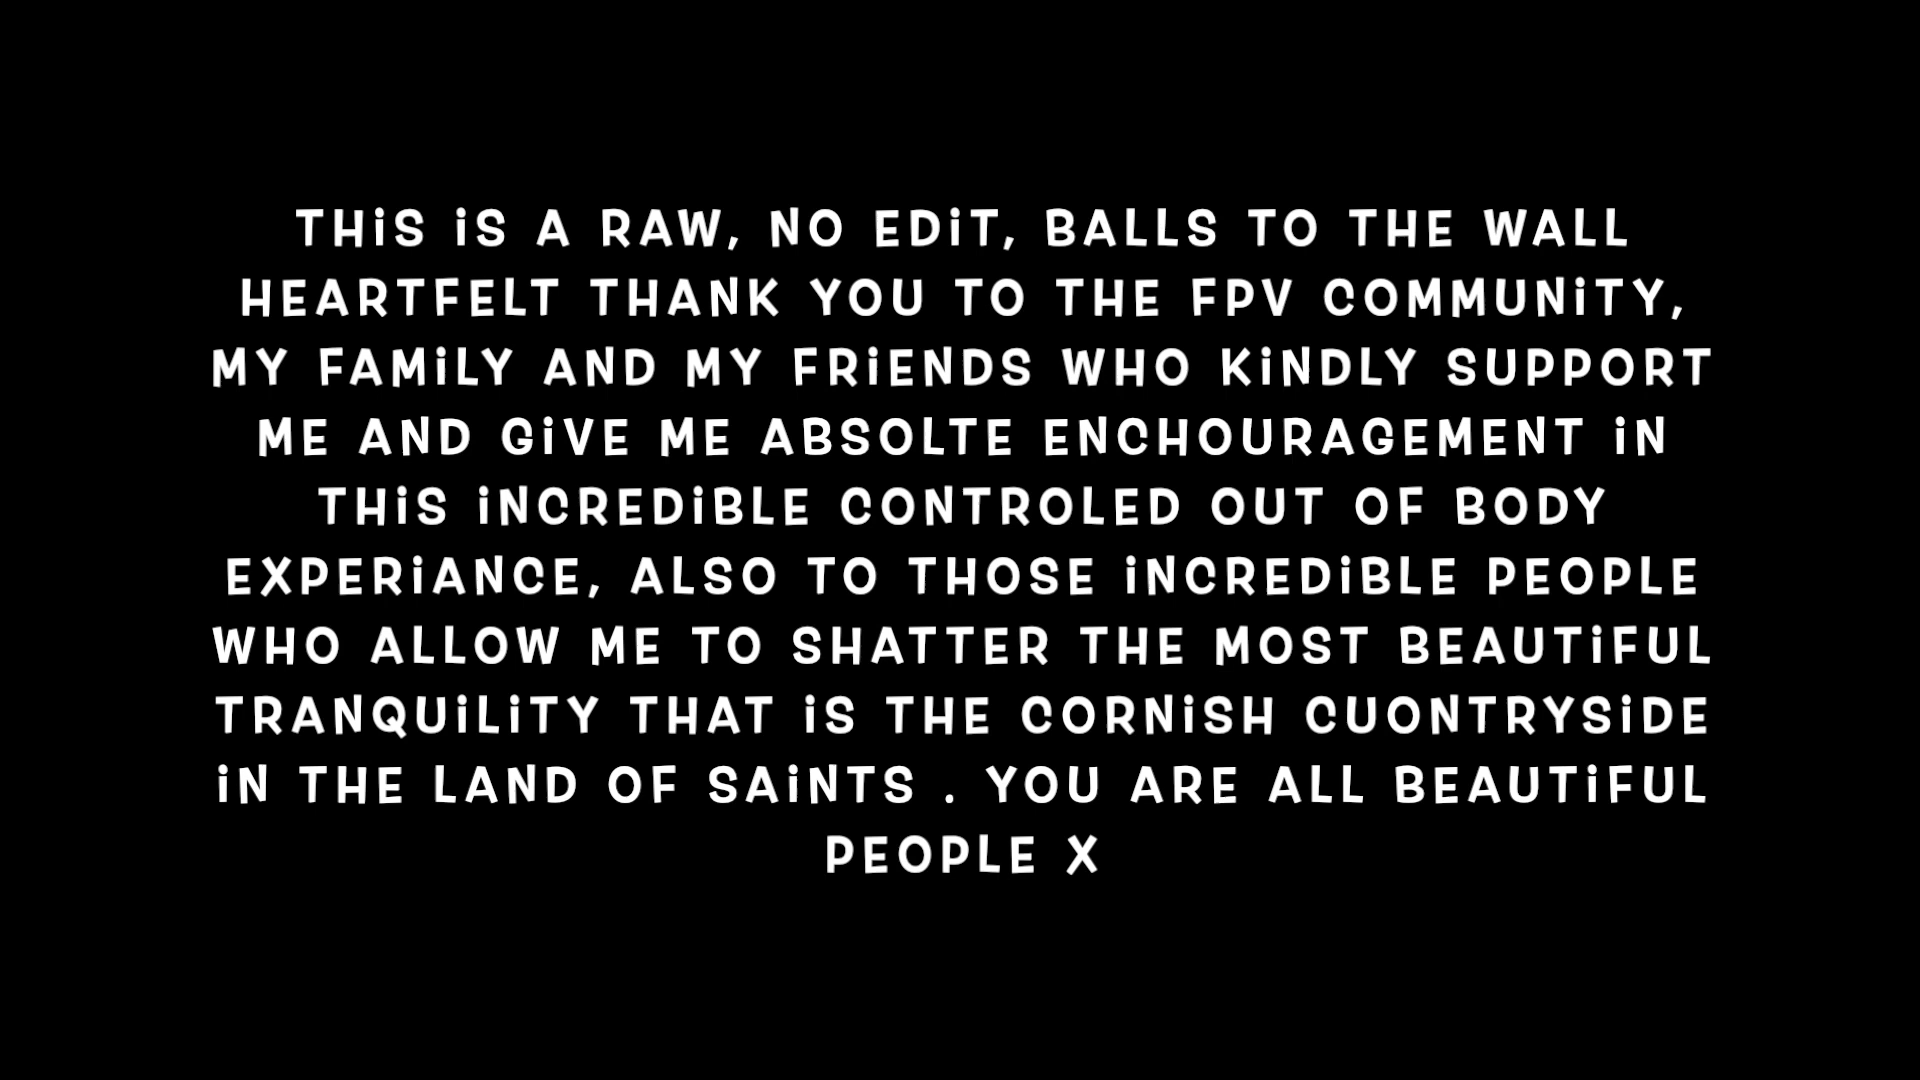 THiS iS A RAW, NO EDiT, BALLS TO THE WALL
HEARTFELT THANK YOU TO THE FPV COMMUNiTY,
MY FAMiLY AND MY FRiENDS WHO KiNDLY SUPPORT
ME AND GiVE ME ABSOLTE ENCHOURAGEMENT iN
THiS iNCREDiBLE CONTROLED OUT OF BODY
EXPERiANCE, ALSO TO THOSE iNCREDiBLE PEOPLE
WHO ALLOW ME TO SHATTER THE MOST BEAUTiFUL
TRANQUiLiTY THAT iS THE CORNiSH CUONTRYSiDE
iN THE LAND OF SAiNTS . YOU ARE ALL BEAUTiFUL
PEOPLE X